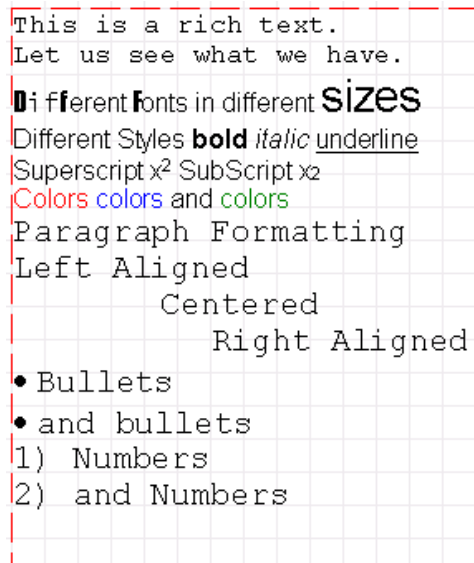 This is a rich text.
Let us see what we have.
Different Fonts in different sizes
Different Styles bold italic underline
Superscript x² SubScript x₂
Colors colors and colors
Paragraph Formatting
Left Aligned
Centered
Right Aligned
• Bullets
• and bullets
1) Numbers
2) and Numbers